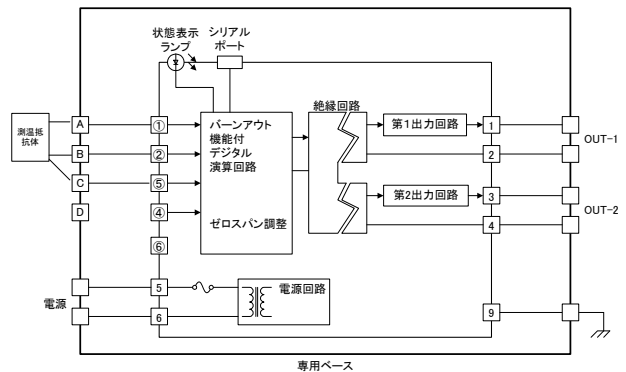 状態表示
ランプ
シリアル
ポート
測温抵
抗体
A
B
C
D
①
②
⑤
④
⑥
バーンアウト
機能付
デジタル
演算回路
ゼロスパン調整
絶縁回路
第1出力回路
第2出力回路
1
2
3
4
OUT-1
OUT-2
電源
5
6
電源回路
9
専用ベース